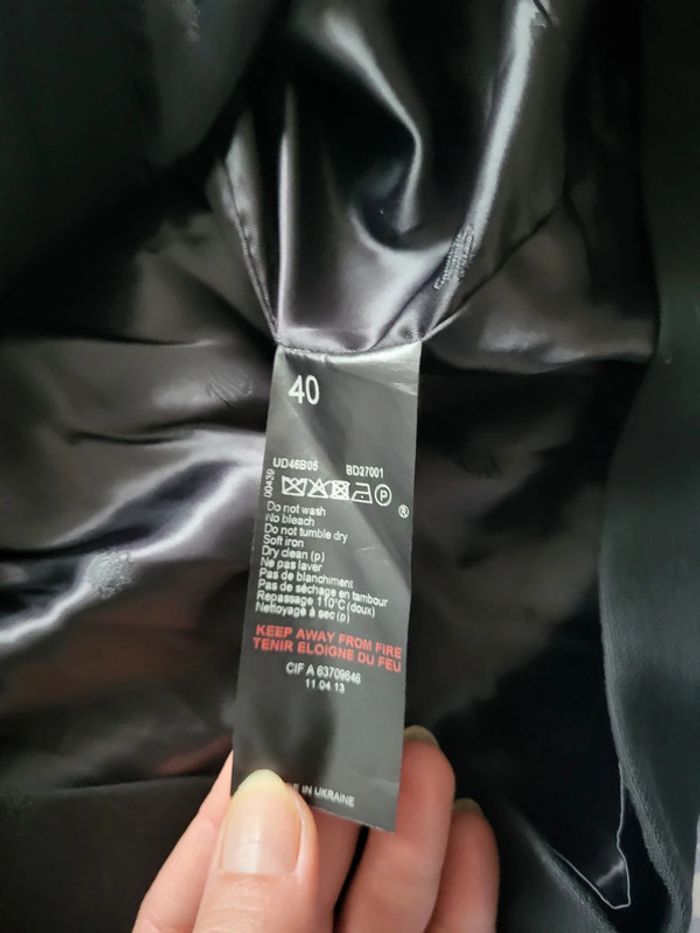 40
UD46B05 BD27001
00439
P
®
Do not wash
No bleach
Do not tumble dry
Soft iron
Dry clean (p)
Ne pas laver
Pas de blanchiment
Pas de séchage en tambour
Repassage 110°C (doux)
Nettoyage à sec (p)
KEEP AWAY FROM FIRE
TENIR ELOIGNE DU FEU
CIF A 63709646
11.04.13
IN UKRAINE